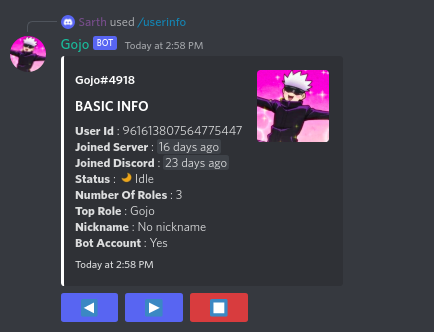 Sarth used /userinfo
Gojo BOT Today at 2:58 PM
Gojo#4918
BASIC INFO
User Id : 961613807564775447
Joined Server : 16 days ago
Joined Discord : 23 days ago
Status : 🌙 Idle
Number Of Roles : 3
Top Role : Gojo
Nickname : No nickname
Bot Account : Yes
Today at 2:58 PM